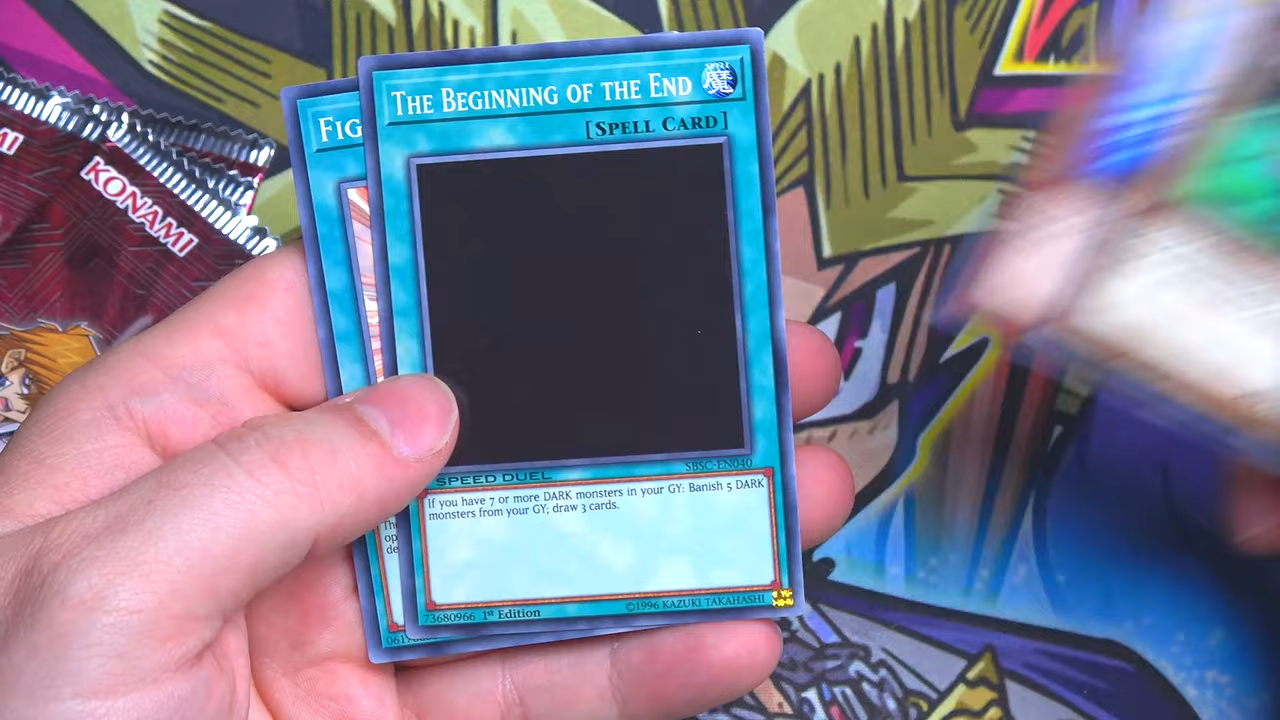 THE BEGINNING OF THE END
[SPELL CARD]
SBSC-EN040
SPEED DUEL
If you have 7 or more DARK monsters in your GY: Banish 5 DARK
monsters from your GY; draw 3 cards.
73680966 1st Edition
©1996 KAZUKI TAKAHASHI
FIG
KONAMI
MI